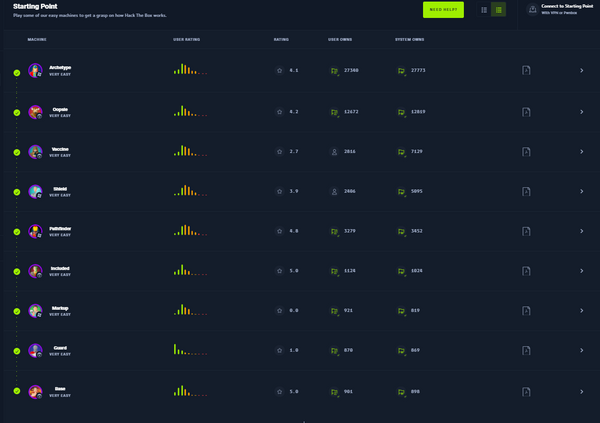 Starting Point
Play some of our easy machines to get a grasp on how Hack The Box works.
NEED HELP?
Connect to Starting Point
With VPN or Pwnbox
MACHINE USER RATING RATING USER OWNS SYSTEM OWNS
Archetype
VERY EASY
4.1 27340 27773
Oopsie
VERY EASY
4.2 12672 12819
Vaccine
VERY EASY
2.7 2816 7129
Shield
VERY EASY
3.9 2406 5095
Pathfinder
VERY EASY
4.8 3279 3452
Included
VERY EASY
5.0 1124 1024
Markup
VERY EASY
0.0 921 819
Guard
VERY EASY
1.0 870 869
Base
VERY EASY
5.0 901 898